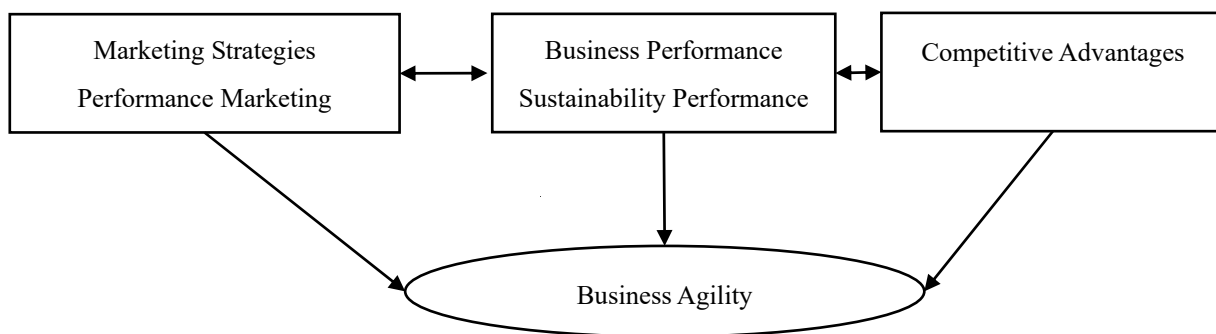 Marketing Strategies
Performance Marketing
Business Performance
Sustainability Performance
Competitive Advantages
Business Agility